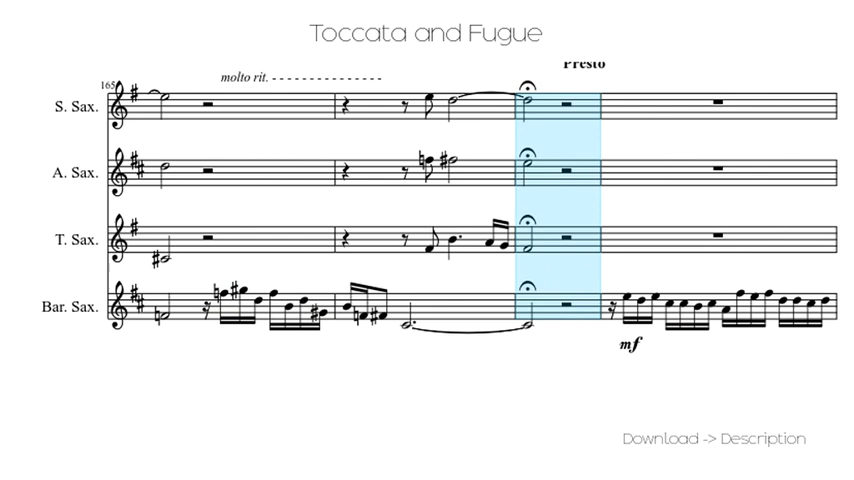 Toccata and Fugue
Presto
molto rit.
165
S. Sax.
A. Sax.
T. Sax.
Bar. Sax.
mf
Download -> Description